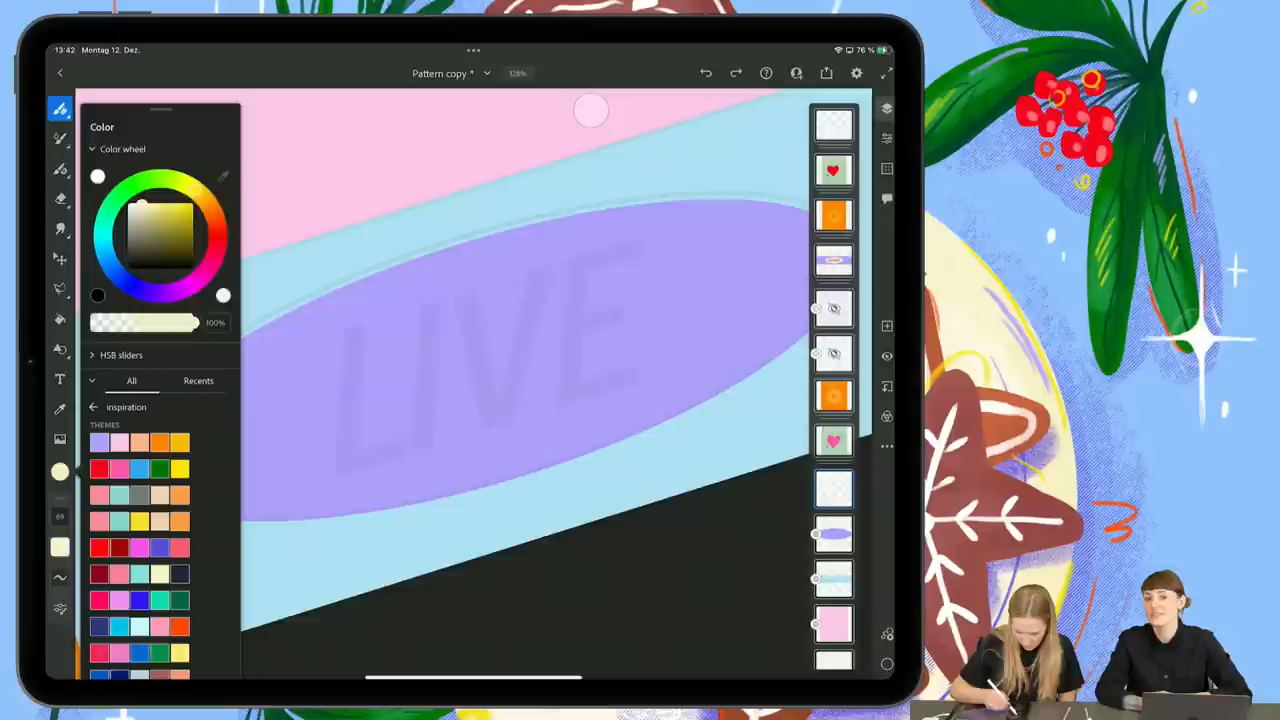 13:42 Montag 12. Dez.
76 %
Pattern copy *
128%
Color
Color wheel
100%
HSB sliders
All
Recents
inspiration
THEMES
69
T
LIVE